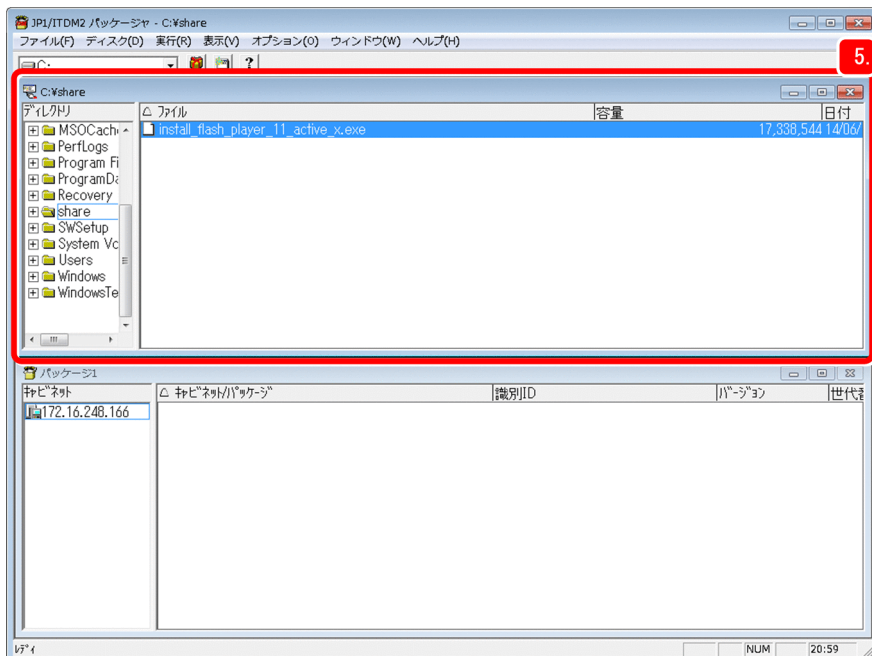 JP1/ITDM2 パッケージャ - C:¥share
ファイル(F) ディスク(D) 実行(R) 表示(V) オプション(O) ウィンドウ(W) ヘルプ(H)
C:
5.
C:¥share
ディレクトリ
△ ファイル 容量 日付
MSOCach
install_flash_player_11_active_x.exe 17,338,544 14/06/
PerfLogs
Program Fi
ProgramDa
Recovery
share
SWSetup
System Vo
Users
Windows
WindowsTe
パッケージ1
キャビネット
△ キャビネット/パッケージ 識別ID バージョン 世代番
172.16.248.166
レディ NUM 20:59